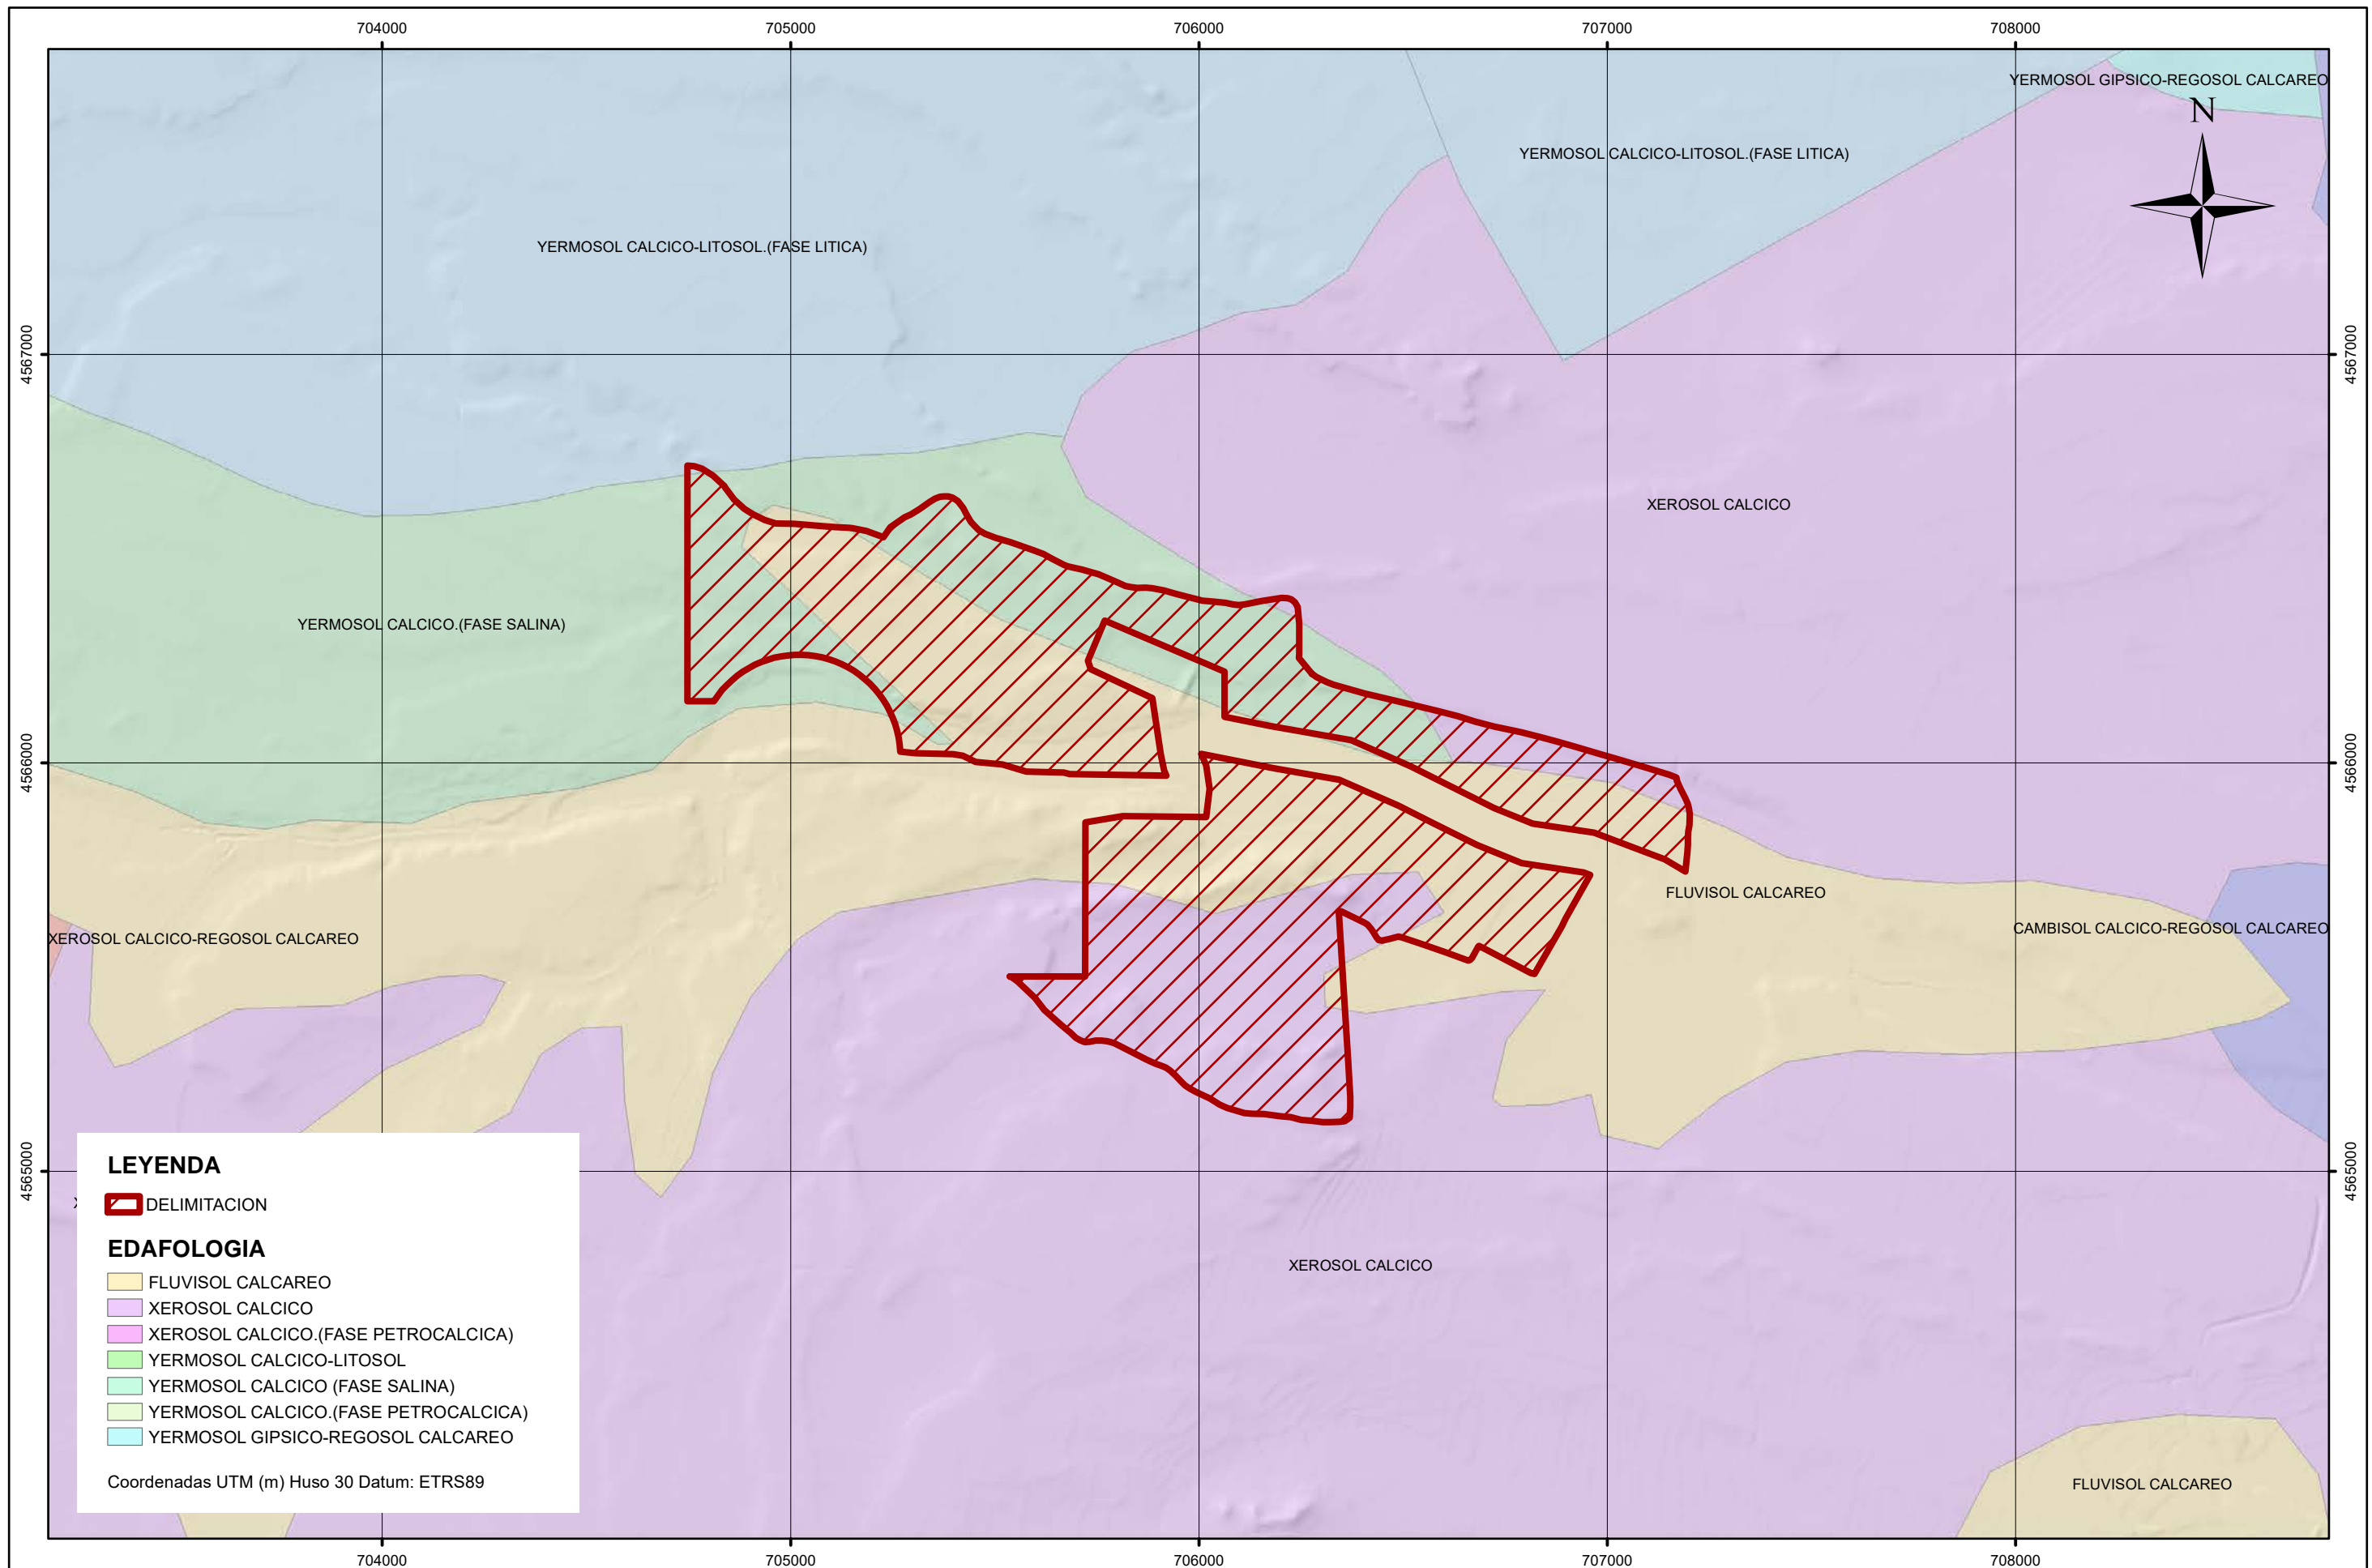 704000
705000
706000
707000
708000
YERMOSOL GIPSICO-REGOSOL CALCAREO
N
YERMOSOL CALCICO-LITOSOL.(FASE LITICA)
YERMOSOL CALCICO-LITOSOL.(FASE LITICA)
4567000
4567000
XEROSOL CALCICO
YERMOSOL CALCICO.(FASE SALINA)
4566000
4566000
FLUVISOL CALCAREO
CAMBISOL CALCICO-REGOSOL CALCAREO
XEROSOL CALCICO-REGOSOL CALCAREO
4565000
4565000
XEROSOL CALCICO
FLUVISOL CALCAREO
LEYENDA
DELIMITACION
EDAFOLOGIA
FLUVISOL CALCAREO
XEROSOL CALCICO
XEROSOL CALCICO.(FASE PETROCALCICA)
YERMOSOL CALCICO-LITOSOL
YERMOSOL CALCICO (FASE SALINA)
YERMOSOL CALCICO.(FASE PETROCALCICA)
YERMOSOL GIPSICO-REGOSOL CALCAREO
Coordenadas UTM (m) Huso 30 Datum: ETRS89
704000
705000
706000
707000
708000